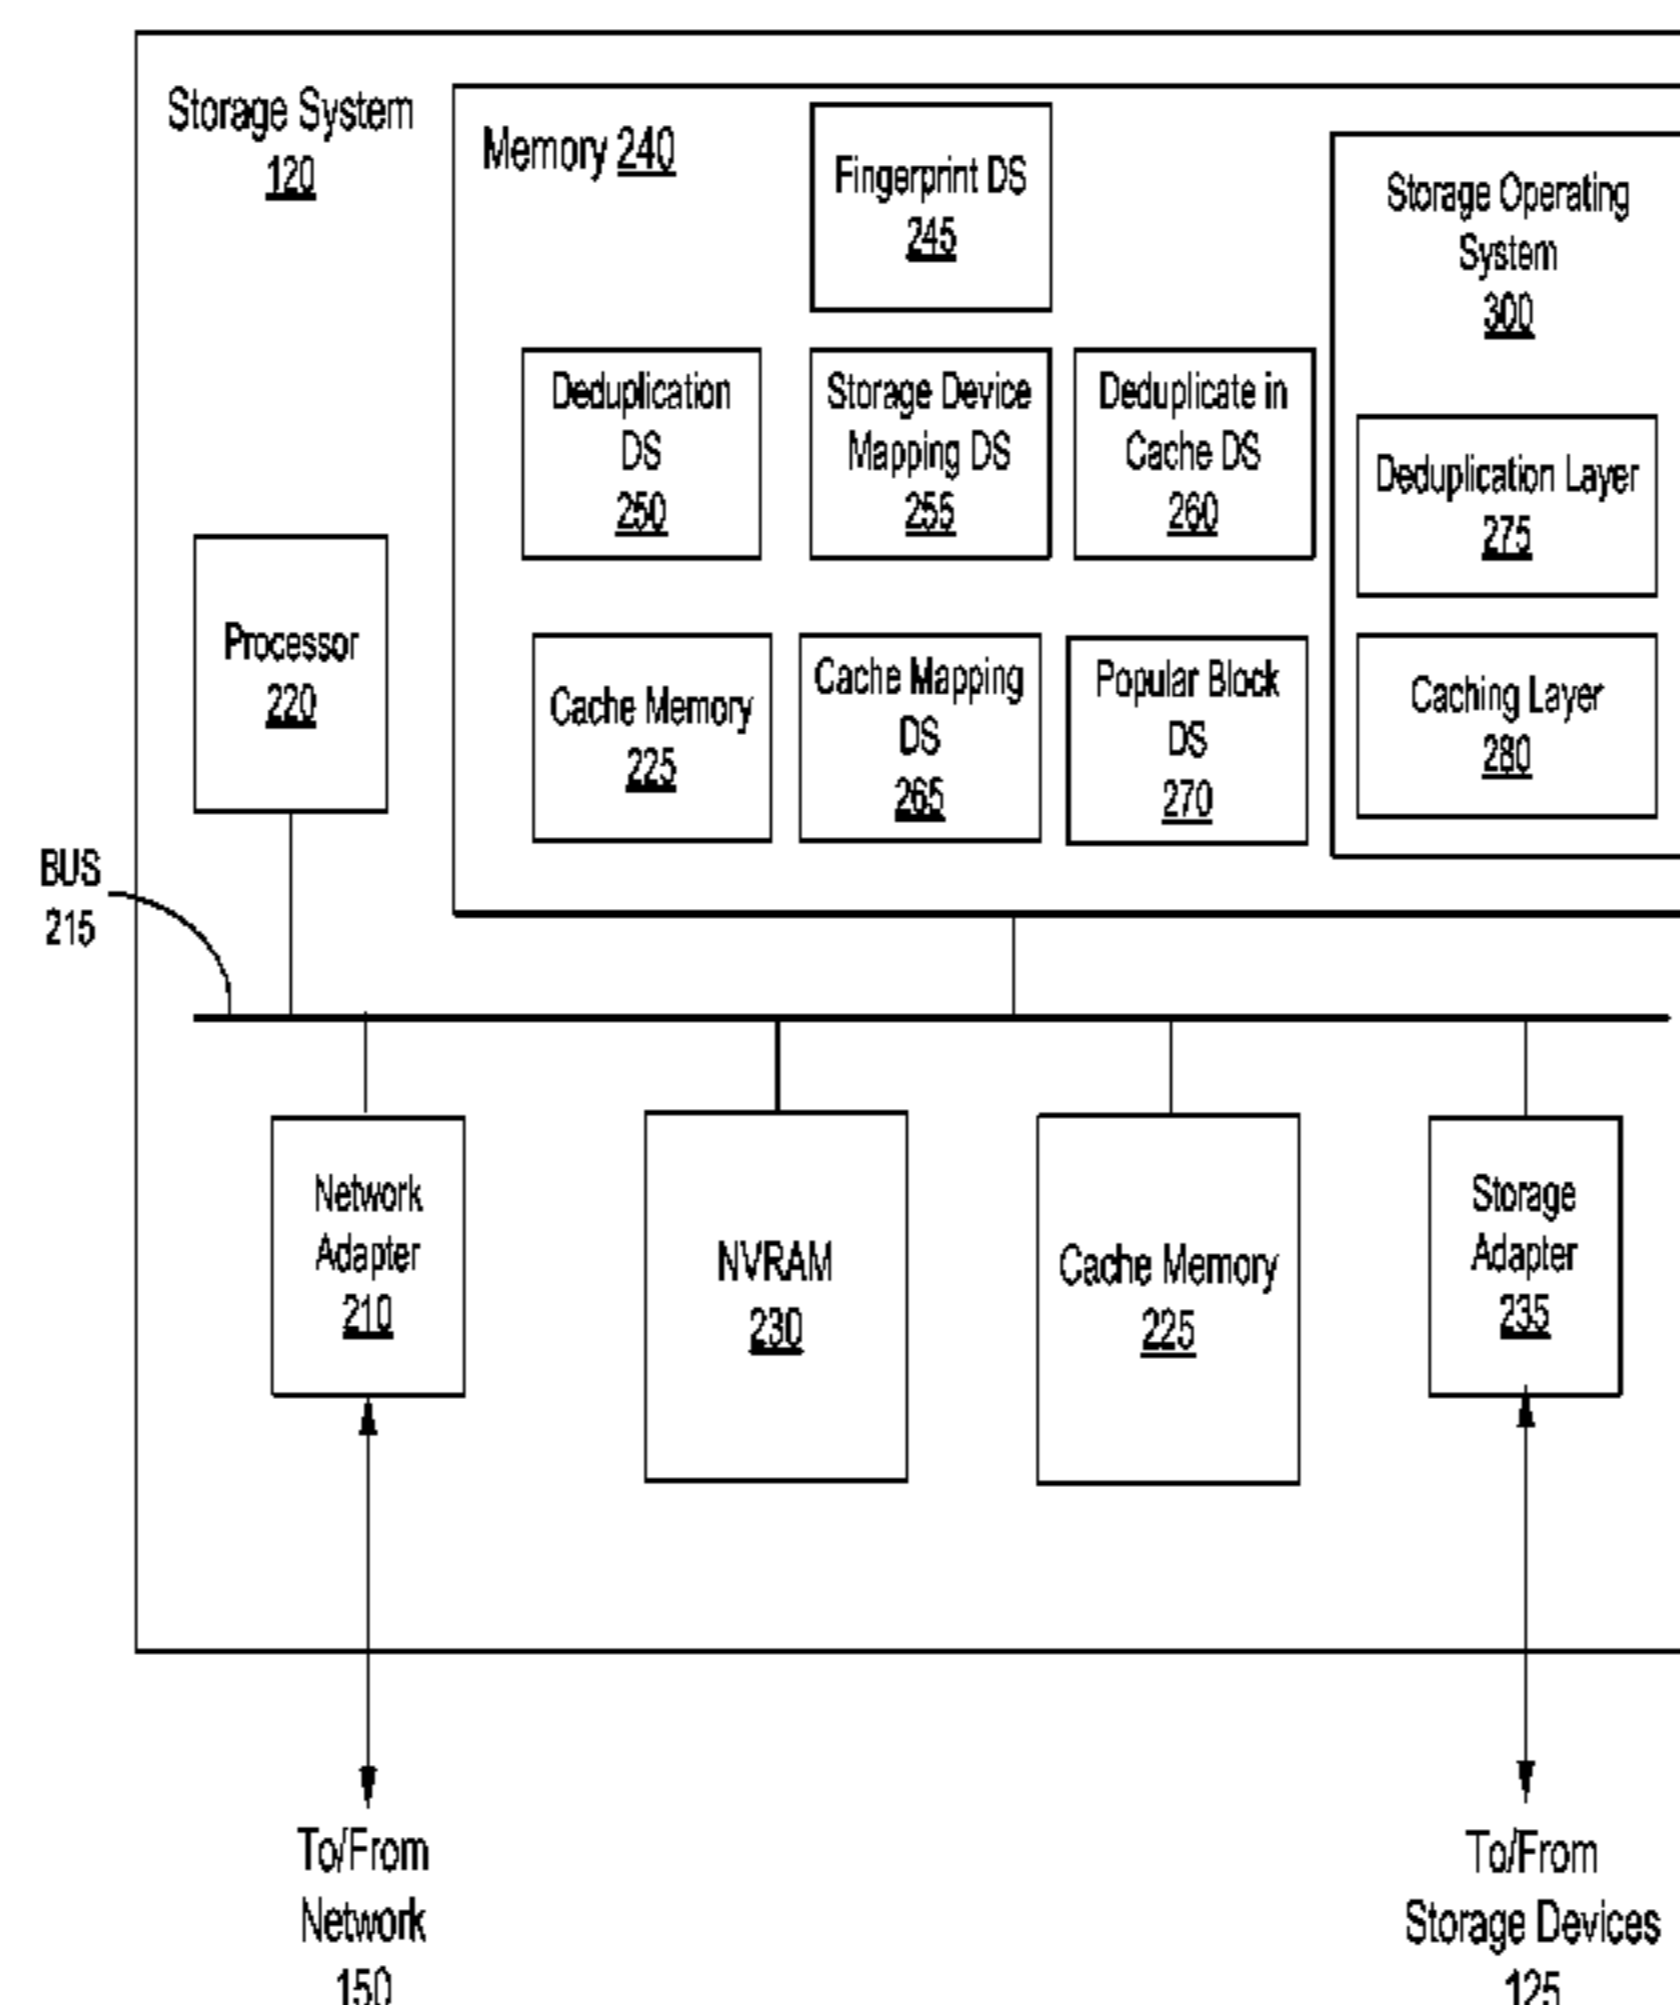 Storage System
120
Memory 240
Fingerprint DS
245
Storage Operating
System
300
Deduplication
DS
250
Storage Device
Mapping DS
255
Deduplicate in
Cache DS
260
Deduplication Layer
275
Processor
220
Cache Memory
225
Cache Mapping
DS
265
Popular Block
DS
270
Caching Layer
280
BUS
215
Network
Adapter
210
NVRAM
230
Cache Memory
225
Storage
Adapter
235
To/From
Network
150
To/From
Storage Devices
125